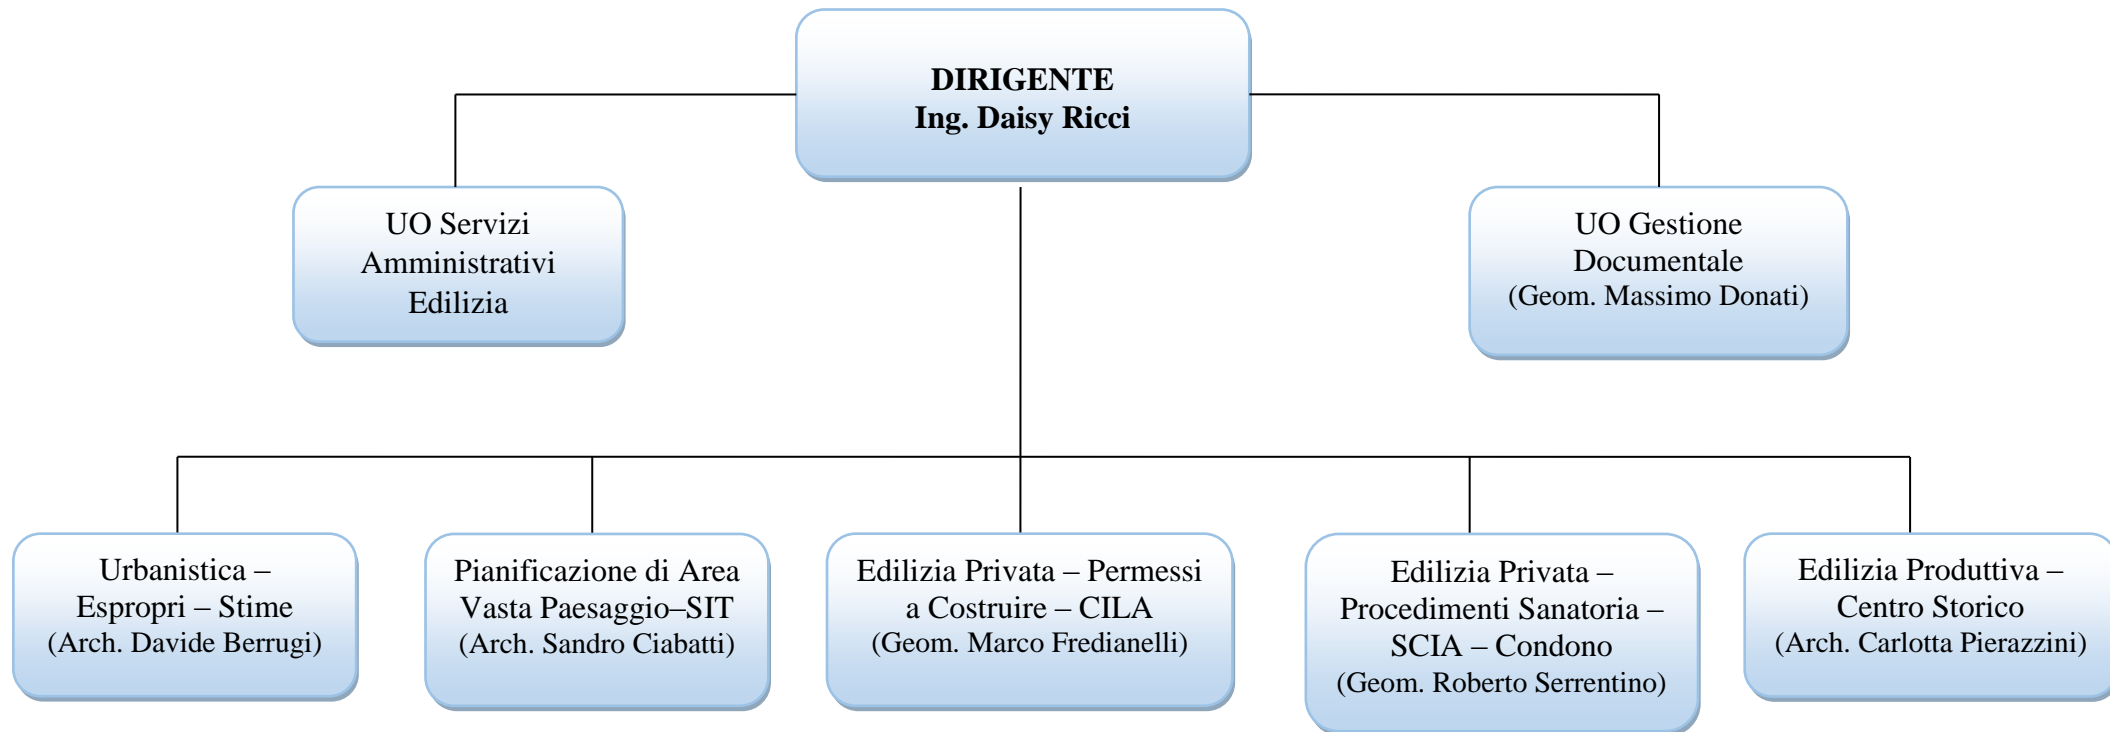 DIRIGENTE
Ing. Daisy Ricci
UO Servizi
Amministrativi
Edilizia
UO Gestione
Documentale
(Geom. Massimo Donati)
Urbanistica –
Espropri – Stime
(Arch. Davide Berrugi)
Pianificazione di Area
Vasta Paesaggio–SIT
(Arch. Sandro Ciabatti)
Edilizia Privata – Permessi
a Costruire – CILA
(Geom. Marco Fredianelli)
Edilizia Privata –
Procedimenti Sanatoria –
SCIA – Condono
(Geom. Roberto Serrentino)
Edilizia Produttiva –
Centro Storico
(Arch. Carlotta Pierazzini)